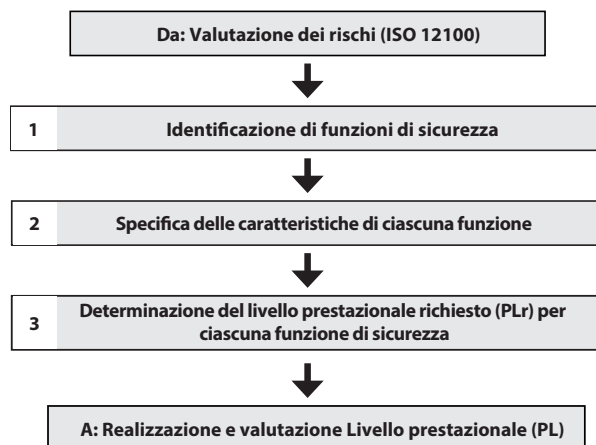 Da: Valutazione dei rischi (ISO 12100)
1 Identificazione di funzioni di sicurezza
2 Specifica delle caratteristiche di ciascuna funzione
3 Determinazione del livello prestazionale richiesto (PLr) per
ciascuna funzione di sicurezza
A: Realizzazione e valutazione Livello prestazionale (PL)